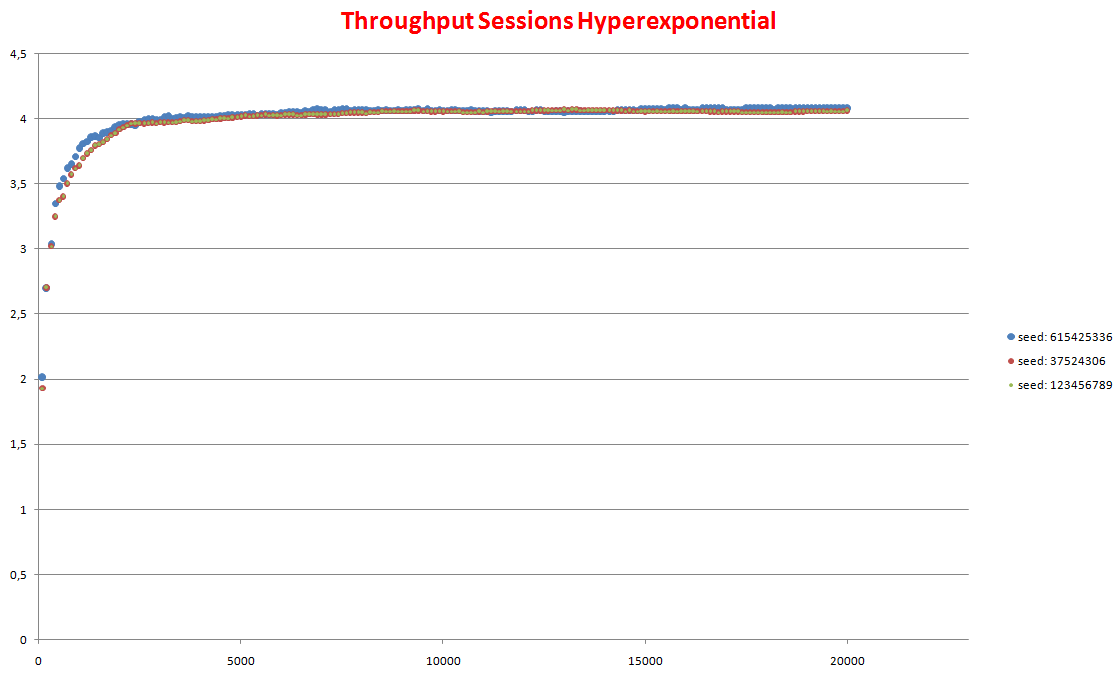 Throughput Sessions Hyperexponential
4,5
4
3,5
3
2,5
2
1,5
1
0,5
0
0 5000 10000 15000 20000
seed: 615425336
seed: 37524306
seed: 123456789